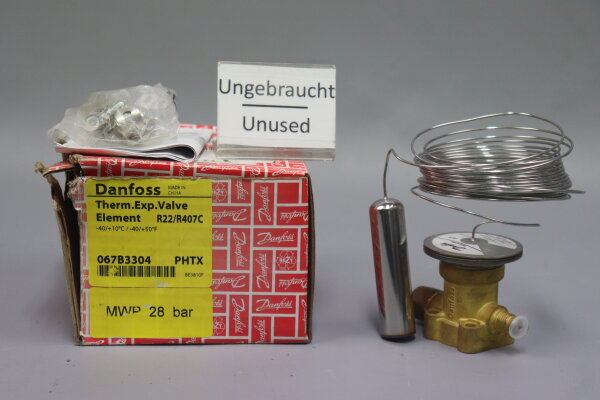 Ungebraucht
Unused
Danfoss MADE IN CHINA
Therm.Exp.Valve
Element R22/R407C
-40/+10°C / -40/+50°F
067B3304 PHTX
BE3810F
MWP 28 bar
Danfoss